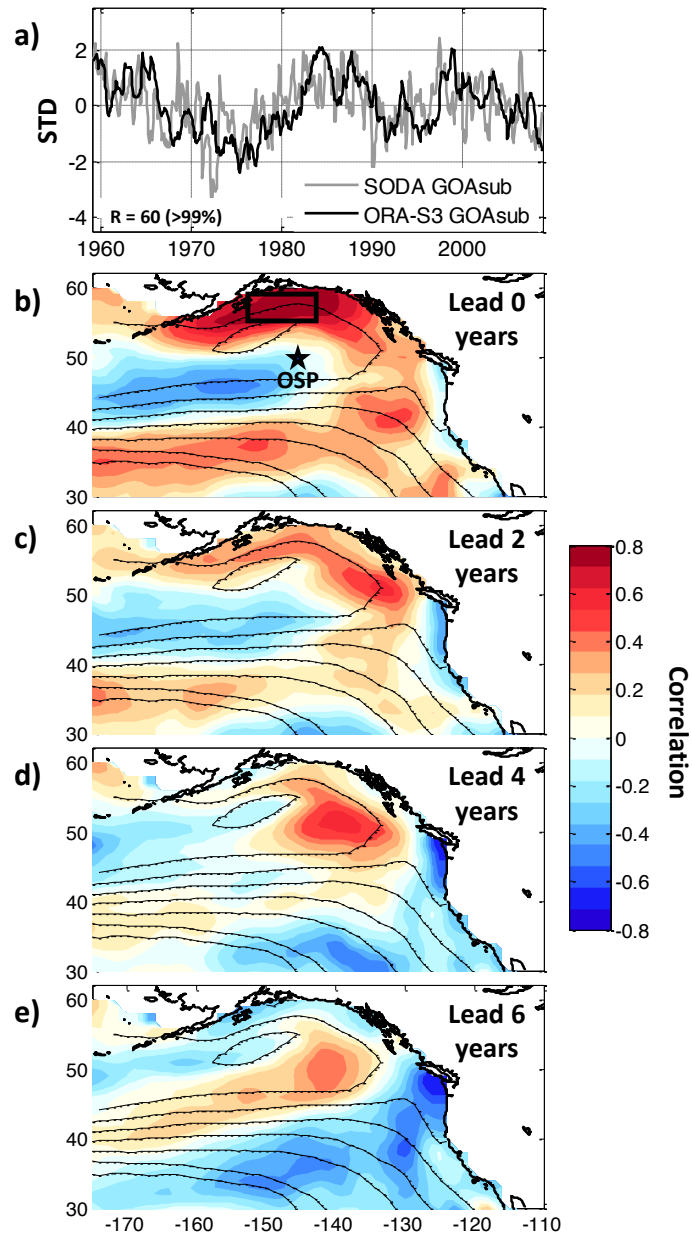 a)
STD
2
0
-2
-4
SODA GOAsub
ORA-S3 GOAsub
R = 60 (>99%)
1960 1970 1980 1990 2000
b)
60
50
40
30
Lead 0
years
OSP
c)
60
50
40
30
Lead 2
years
d)
60
50
40
30
Lead 4
years
e)
60
50
40
30
Lead 6
years
-170 -160 -150 -140 -130 -120 -110
0.8
0.6
0.4
0.2
0
-0.2
-0.4
-0.6
-0.8
Correlation